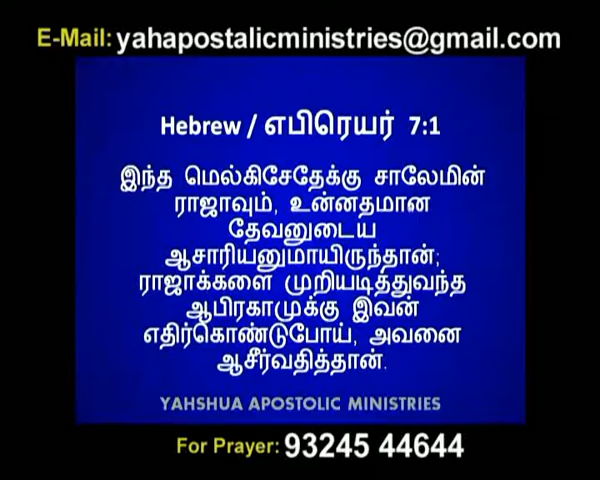 E-Mail: yahapostalicministries@gmail.com
Hebrew / எபிரெயர் 7:1
இந்த மெல்கிசேதேக்கு சாலேமின்
ராஜாவும், உன்னதமான
தேவனுடைய
ஆசாரியனுமாயிருந்தான்;
ராஜாக்களை முறியடித்துவந்த
ஆபிரகாமுக்கு இவன்
எதிர்கொண்டுபோய், அவனை
ஆசீர்வதித்தான்.
YAHSHUA APOSTOLIC MINISTRIES
For Prayer: 93245 44644